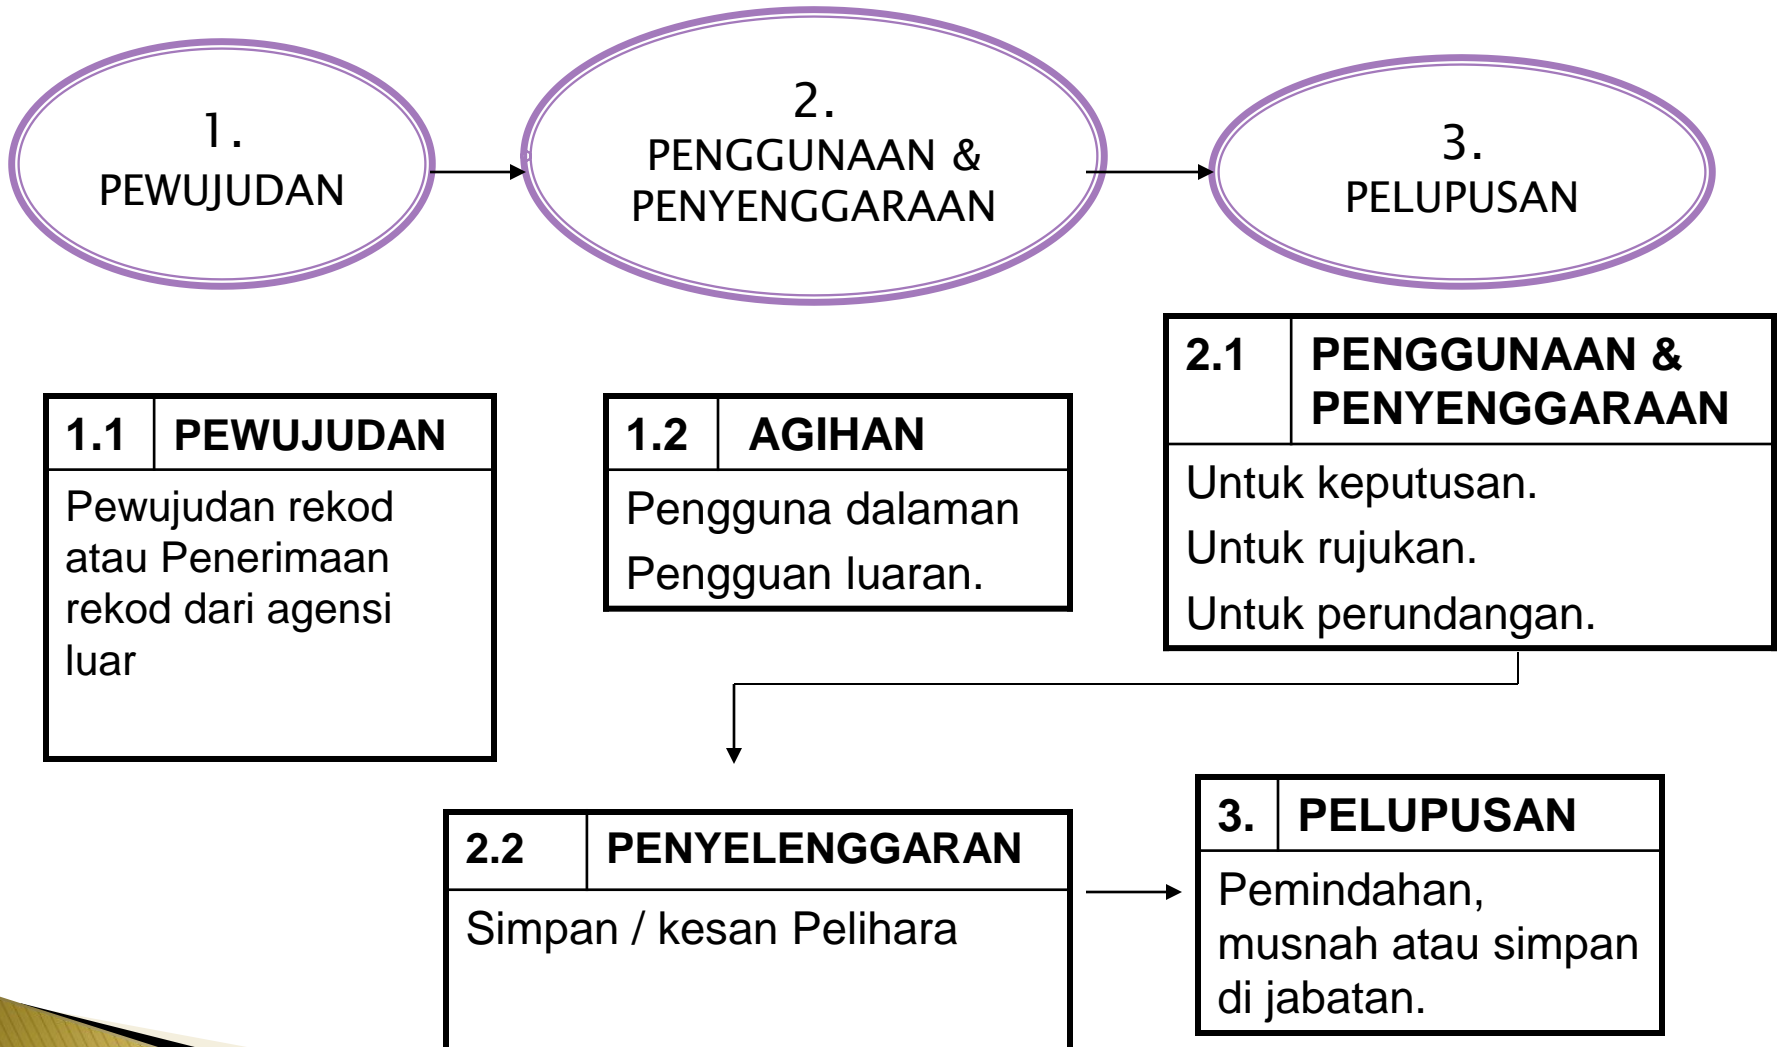 1.
PEWUJUDAN
2.
PENGGUNAAN &
PENYENGGARAAN
3.
PELUPUSAN
1.1 PEWUJUDAN
Pewujudan rekod
atau Penerimaan
rekod dari agensi
luar
1.2 AGIHAN
Pengguna dalaman
Pengguan luaran.
2.1 PENGGUNAAN &
PENYENGGARAAN
Untuk keputusan.
Untuk rujukan.
Untuk perundangan.
2.2 PENYELENGGARAN
Simpan / kesan Pelihara
3. PELUPUSAN
Pemindahan,
musnah atau simpan
di jabatan.